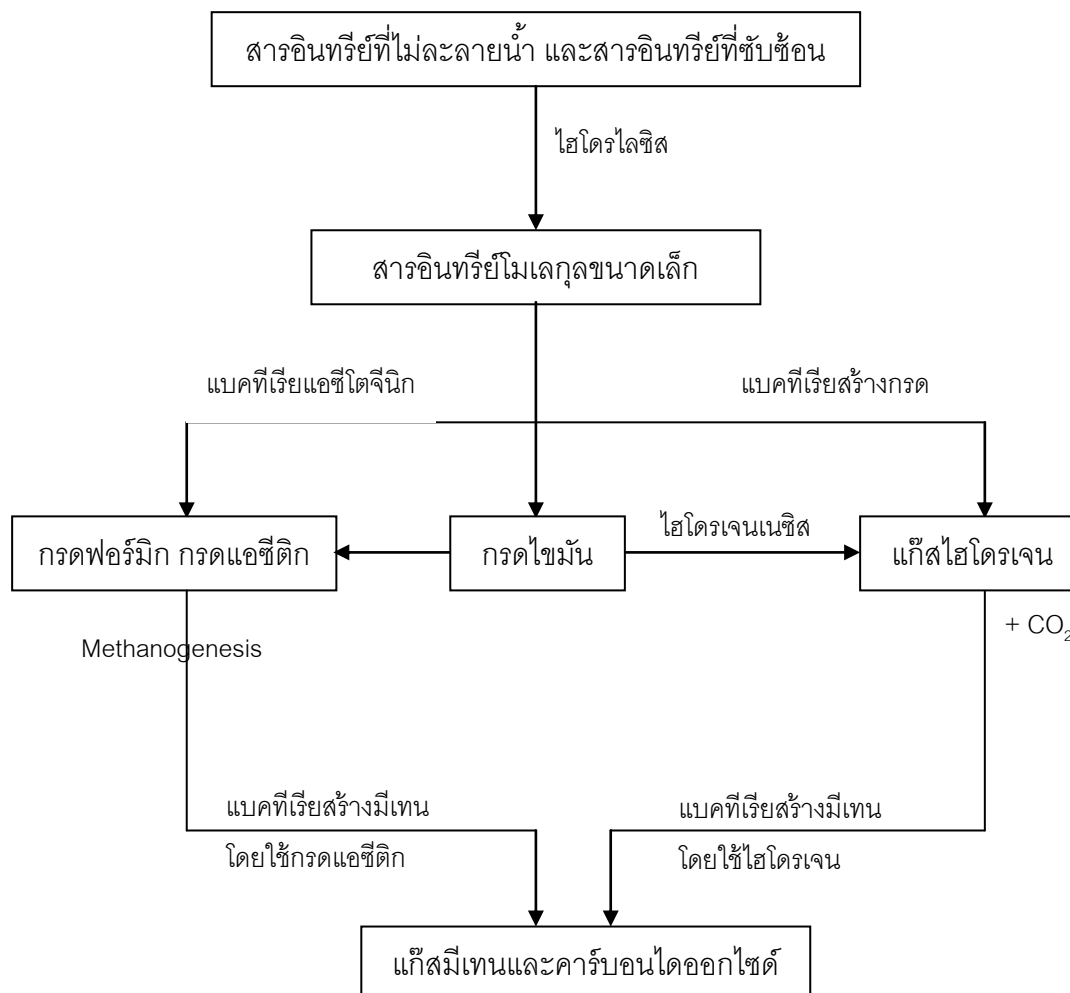 สารอินทรีย์ที่ไม่ละลายน้ำ และสารอินทรีย์ที่ซับซ้อน
ไฮโดรไลซิส
สารอินทรีย์โมเลกุลขนาดเล็ก
แบคทีเรียแอซีโตจีนิก
แบคทีเรียสร้างกรด
กรดฟอร์มิก กรดแอซีติก
กรดไขมัน
ไฮโดรเจนเนซิส
แก๊สไฮโดรเจน
Methanogenesis
+ CO₂
แบคทีเรียสร้างมีเทน
โดยใช้กรดแอซีติก
แบคทีเรียสร้างมีเทน
โดยใช้ไฮโดรเจน
แก๊สมีเทนและคาร์บอนไดออกไซด์